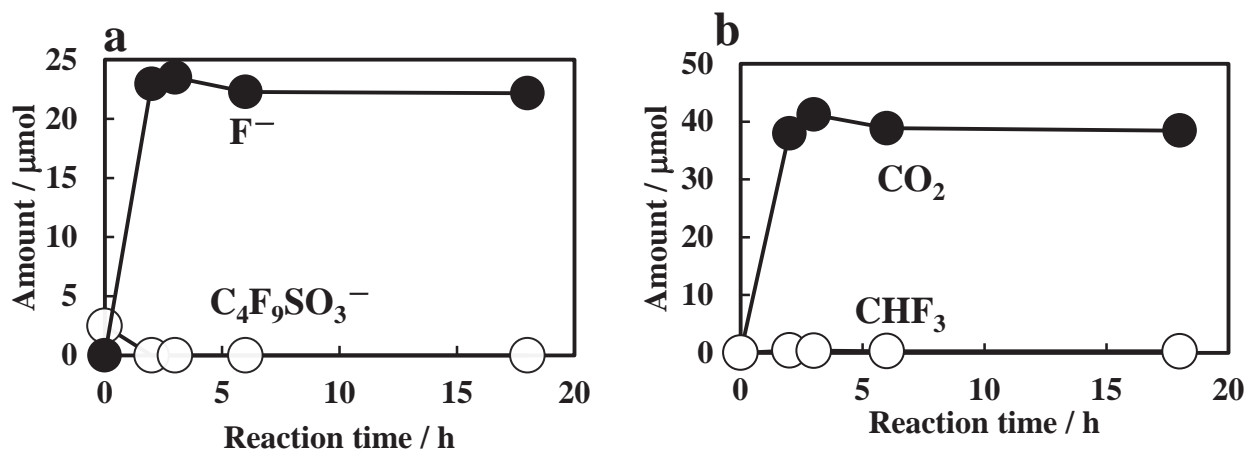 a
25
20
15
10
5
0
Amount / μmol
F⁻
C₄F₉SO₃⁻
0 5 10 15 20
Reaction time / h
b
50
40
30
20
10
0
Amount / μmol
CO₂
CHF₃
0 5 10 15 20
Reaction time / h